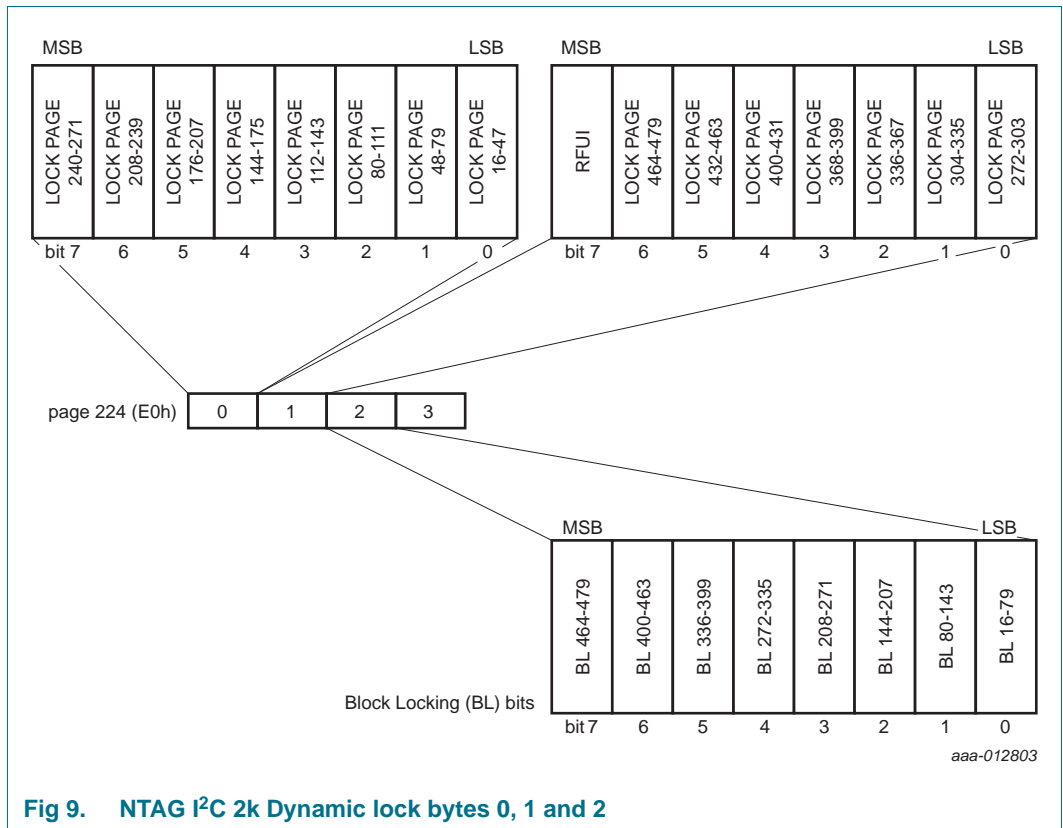 MSB LSB
LOCK PAGE 240-271
LOCK PAGE 208-239
LOCK PAGE 176-207
LOCK PAGE 144-175
LOCK PAGE 112-143
LOCK PAGE 80-111
LOCK PAGE 48-79
LOCK PAGE 16-47
bit 7 6 5 4 3 2 1 0
MSB LSB
RFUI
LOCK PAGE 464-479
LOCK PAGE 432-463
LOCK PAGE 400-431
LOCK PAGE 368-399
LOCK PAGE 336-367
LOCK PAGE 304-335
LOCK PAGE 272-303
bit 7 6 5 4 3 2 1 0
page 224 (E0h) 0 1 2 3
MSB LSB
BL 464-479
BL 400-463
BL 336-399
BL 272-335
BL 208-271
BL 144-207
BL 80-143
BL 16-79
Block Locking (BL) bits
bit 7 6 5 4 3 2 1 0
aaa-012803
Fig 9. NTAG I²C 2k Dynamic lock bytes 0, 1 and 2